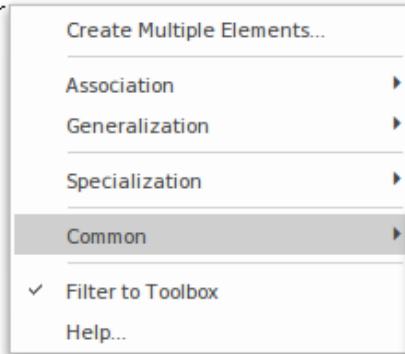 Create Multiple Elements...
Association
Generalization
Specialization
Common
Filter to Toolbox
Help...